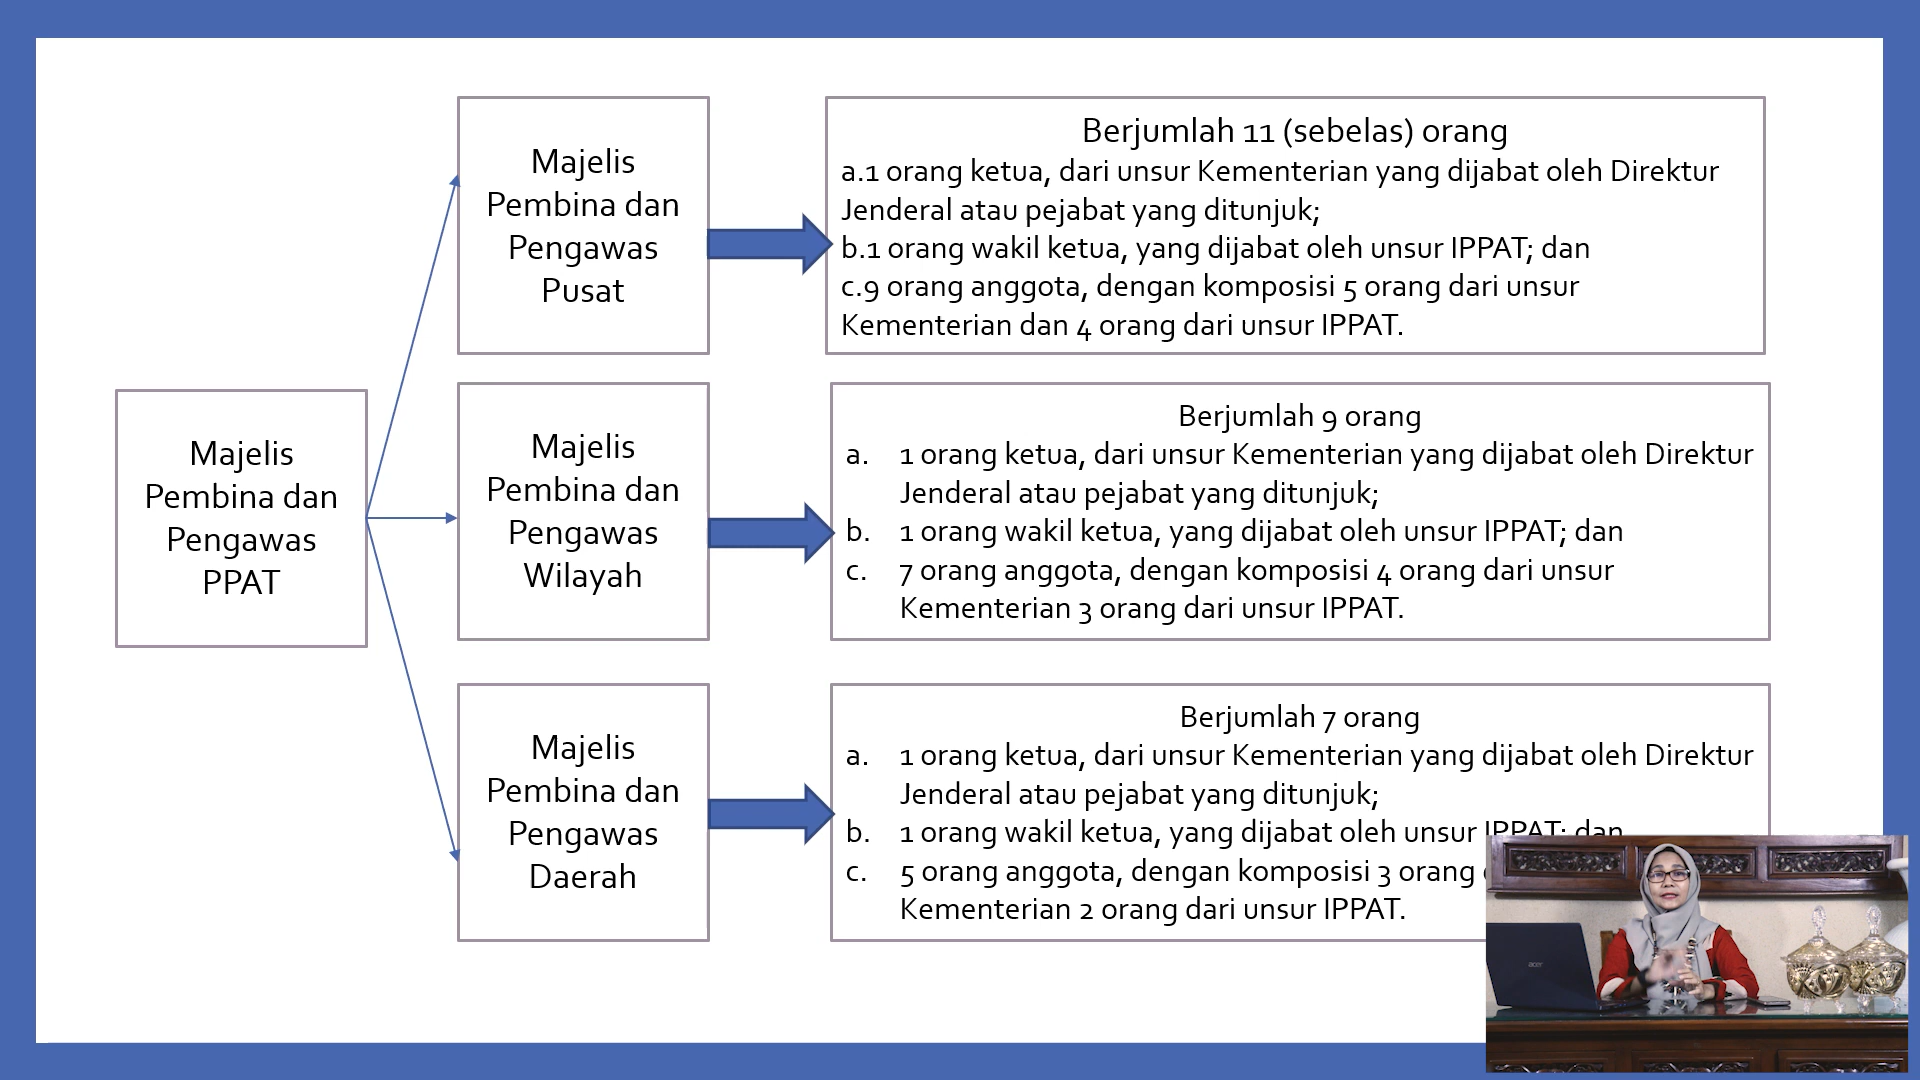 Majelis
Pembina dan
Pengawas
PPAT
Majelis
Pembina dan
Pengawas
Pusat
Berjumlah 11 (sebelas) orang
a.1 orang ketua, dari unsur Kementerian yang dijabat oleh Direktur
Jenderal atau pejabat yang ditunjuk;
b.1 orang wakil ketua, yang dijabat oleh unsur IPPAT; dan
c.9 orang anggota, dengan komposisi 5 orang dari unsur
Kementerian dan 4 orang dari unsur IPPAT.
Majelis
Pembina dan
Pengawas
Wilayah
Berjumlah 9 orang
a. 1 orang ketua, dari unsur Kementerian yang dijabat oleh Direktur
Jenderal atau pejabat yang ditunjuk;
b. 1 orang wakil ketua, yang dijabat oleh unsur IPPAT; dan
c. 7 orang anggota, dengan komposisi 4 orang dari unsur
Kementerian 3 orang dari unsur IPPAT.
Majelis
Pembina dan
Pengawas
Daerah
Berjumlah 7 orang
a. 1 orang ketua, dari unsur Kementerian yang dijabat oleh Direktur
Jenderal atau pejabat yang ditunjuk;
b. 1 orang wakil ketua, yang dijabat oleh unsur IPPAT; dan
c. 5 orang anggota, dengan komposisi 3 orang
Kementerian 2 orang dari unsur IPPAT.
acer